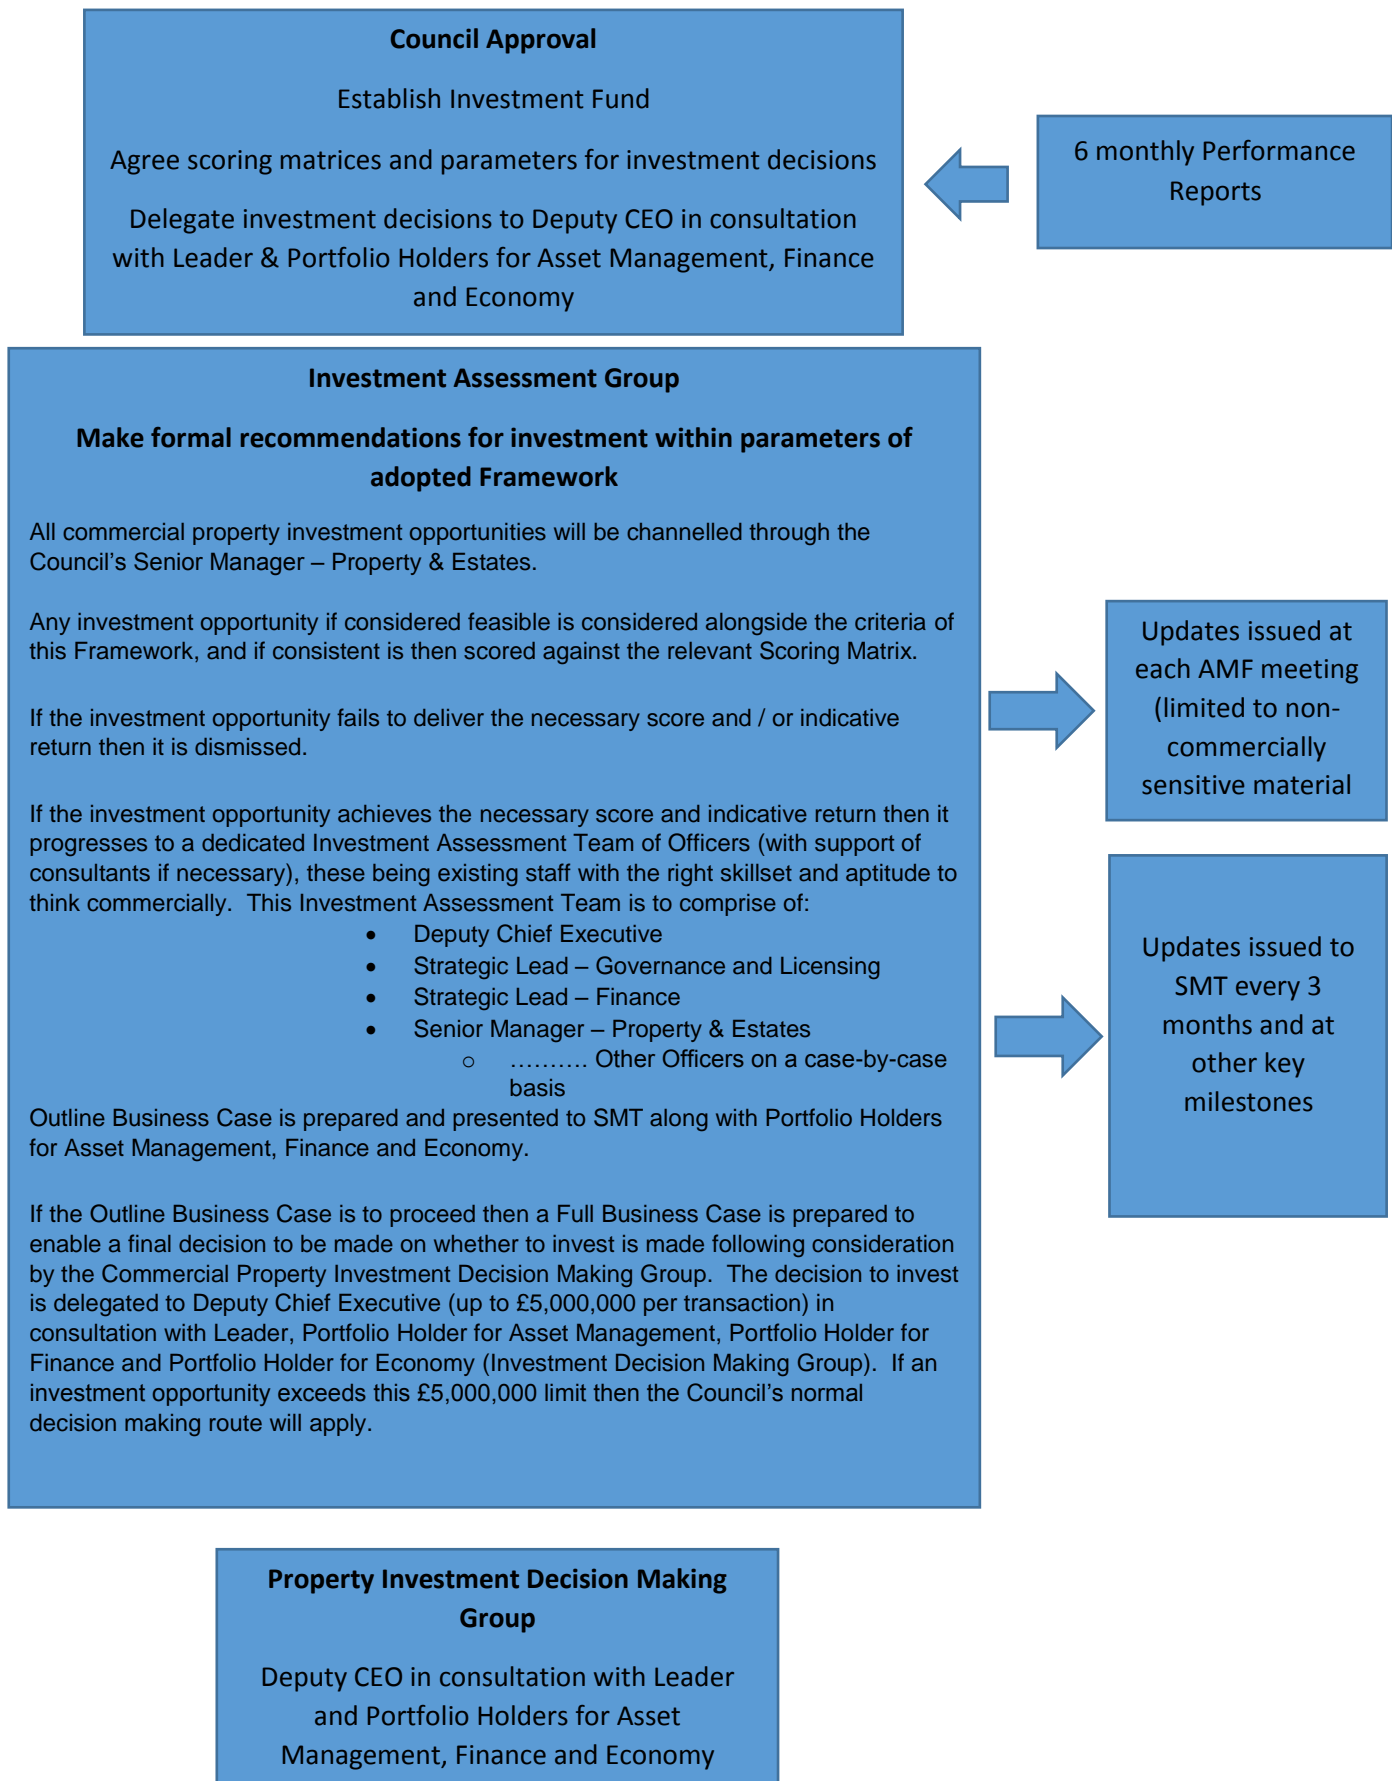 Council Approval
Establish Investment Fund
Agree scoring matrices and parameters for investment decisions
Delegate investment decisions to Deputy CEO in consultation
with Leader & Portfolio Holders for Asset Management, Finance
and Economy
6 monthly Performance
Reports
Investment Assessment Group
Make formal recommendations for investment within parameters of
adopted Framework
All commercial property investment opportunities will be channelled through the
Council’s Senior Manager – Property & Estates.
Any investment opportunity if considered feasible is considered alongside the criteria of
this Framework, and if consistent is then scored against the relevant Scoring Matrix.
If the investment opportunity fails to deliver the necessary score and / or indicative
return then it is dismissed.
If the investment opportunity achieves the necessary score and indicative return then it
progresses to a dedicated Investment Assessment Team of Officers (with support of
consultants if necessary), these being existing staff with the right skillset and aptitude to
think commercially.  This Investment Assessment Team is to comprise of:
• Deputy Chief Executive
• Strategic Lead – Governance and Licensing
• Strategic Lead – Finance
• Senior Manager – Property & Estates
o ………. Other Officers on a case-by-case
basis
Outline Business Case is prepared and presented to SMT along with Portfolio Holders
for Asset Management, Finance and Economy.
If the Outline Business Case is to proceed then a Full Business Case is prepared to
enable a final decision to be made on whether to invest is made following consideration
by the Commercial Property Investment Decision Making Group.  The decision to invest
is delegated to Deputy Chief Executive (up to £5,000,000 per transaction) in
consultation with Leader, Portfolio Holder for Asset Management, Portfolio Holder for
Finance and Portfolio Holder for Economy (Investment Decision Making Group).  If an
investment opportunity exceeds this £5,000,000 limit then the Council’s normal
decision making route will apply.
Updates issued at
each AMF meeting
(limited to non-
commercially
sensitive material
Updates issued to
SMT every 3
months and at
other key
milestones
Property Investment Decision Making
Group
Deputy CEO in consultation with Leader
and Portfolio Holders for Asset
Management, Finance and Economy